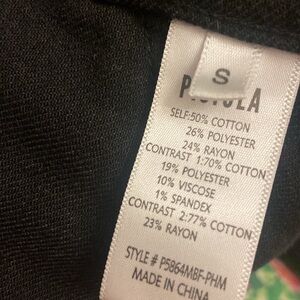 S
SELF:50% COTTON
26% POLYESTER
24% RAYON
CONTRAST 1:70% COTTON
19% POLYESTER
10% VISCOSE
1% SPANDEX
CONTRAST 2:77% COTTON
23% RAYON
STYLE # P5864MBF-PHM
MADE IN CHINA